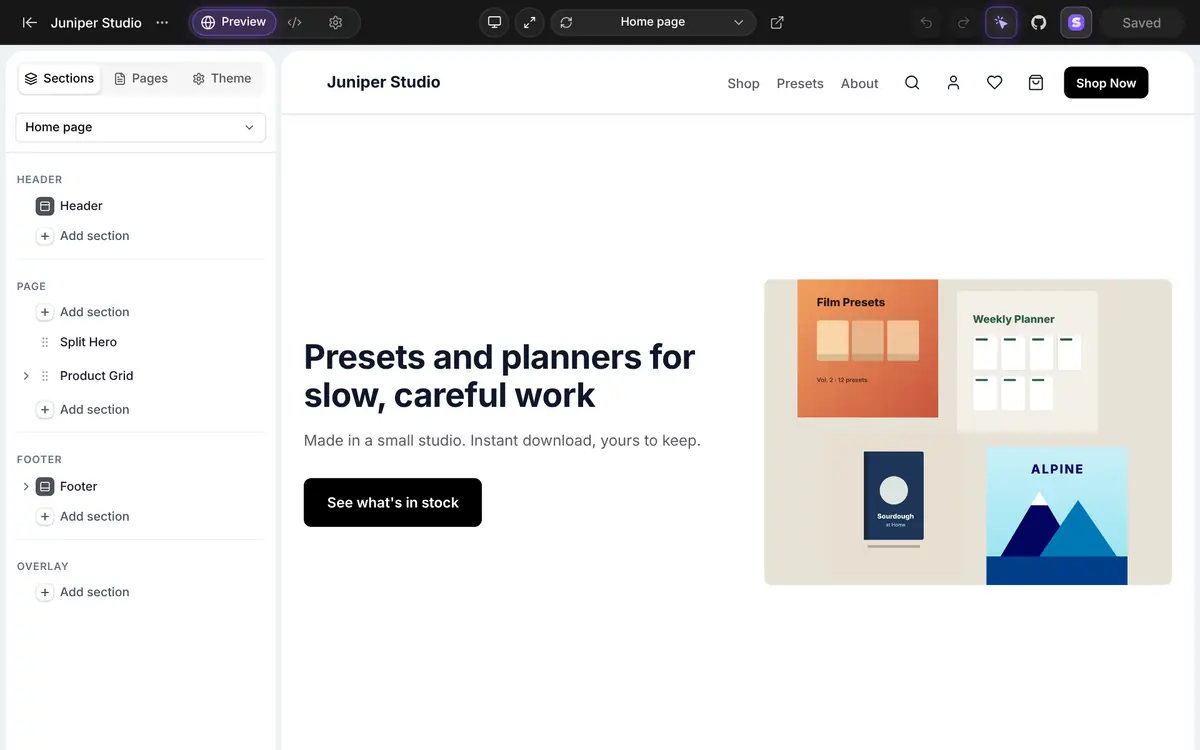 Juniper Studio
Preview
Home page
Saved
Sections
Pages
Theme
Home page
HEADER
Header
Add section
PAGE
Add section
Split Hero
Product Grid
Add section
FOOTER
Footer
Add section
OVERLAY
Add section
Juniper Studio
Shop
Presets
About
Shop Now
Presets and planners for
slow, careful work
Made in a small studio. Instant download, yours to keep.
See what's in stock
Film Presets
Vol. 2 · 12 presets
Weekly Planner
Sourdough
at Home
ALPINE